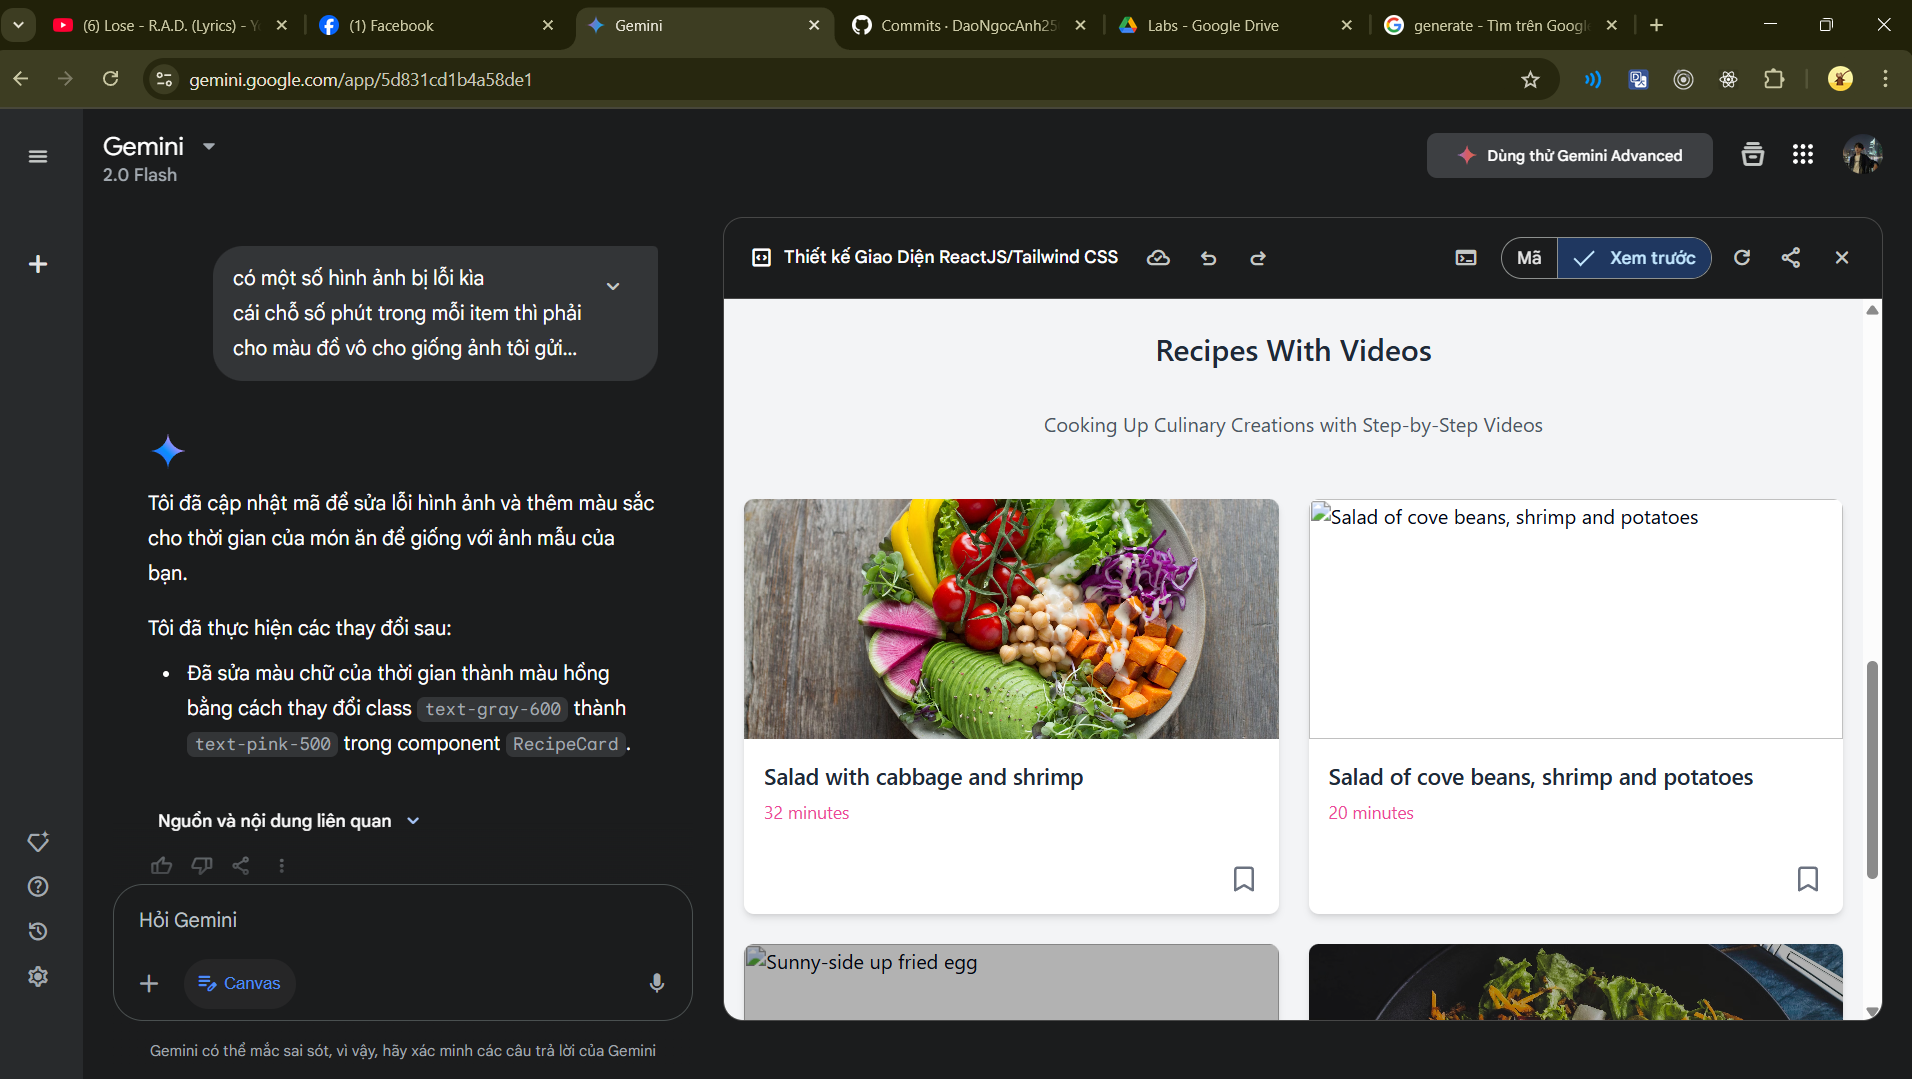 (6) Lose - R.A.D. (Lyrics) -
(1) Facebook
Gemini
Commits · DaoNgocAnh25
Labs - Google Drive
generate - Tìm trên Google
gemini.google.com/app/5d831cd1b4a58de1
Gemini
2.0 Flash
Dùng thử Gemini Advanced
có một số hình ảnh bị lỗi kìa
cái chỗ số phút trong mỗi item thì phải
cho màu đồ vô cho giống ảnh tôi gửi...
Tôi đã cập nhật mã để sửa lỗi hình ảnh và thêm màu sắc
cho thời gian của món ăn để giống với ảnh mẫu của
bạn.
Tôi đã thực hiện các thay đổi sau:
• Đã sửa màu chữ của thời gian thành màu hồng
bằng cách thay đổi class text-gray-600 thành
text-pink-500 trong component RecipeCard.
Nguồn và nội dung liên quan
Hỏi Gemini
Canvas
Gemini có thể mắc sai sót, vì vậy, hãy xác minh các câu trả lời của Gemini
Thiết kế Giao Diện ReactJS/Tailwind CSS
Mã
Xem trước
Recipes With Videos
Cooking Up Culinary Creations with Step-by-Step Videos
Salad of cove beans, shrimp and potatoes
Salad with cabbage and shrimp
32 minutes
Salad of cove beans, shrimp and potatoes
20 minutes
Sunny-side up fried egg